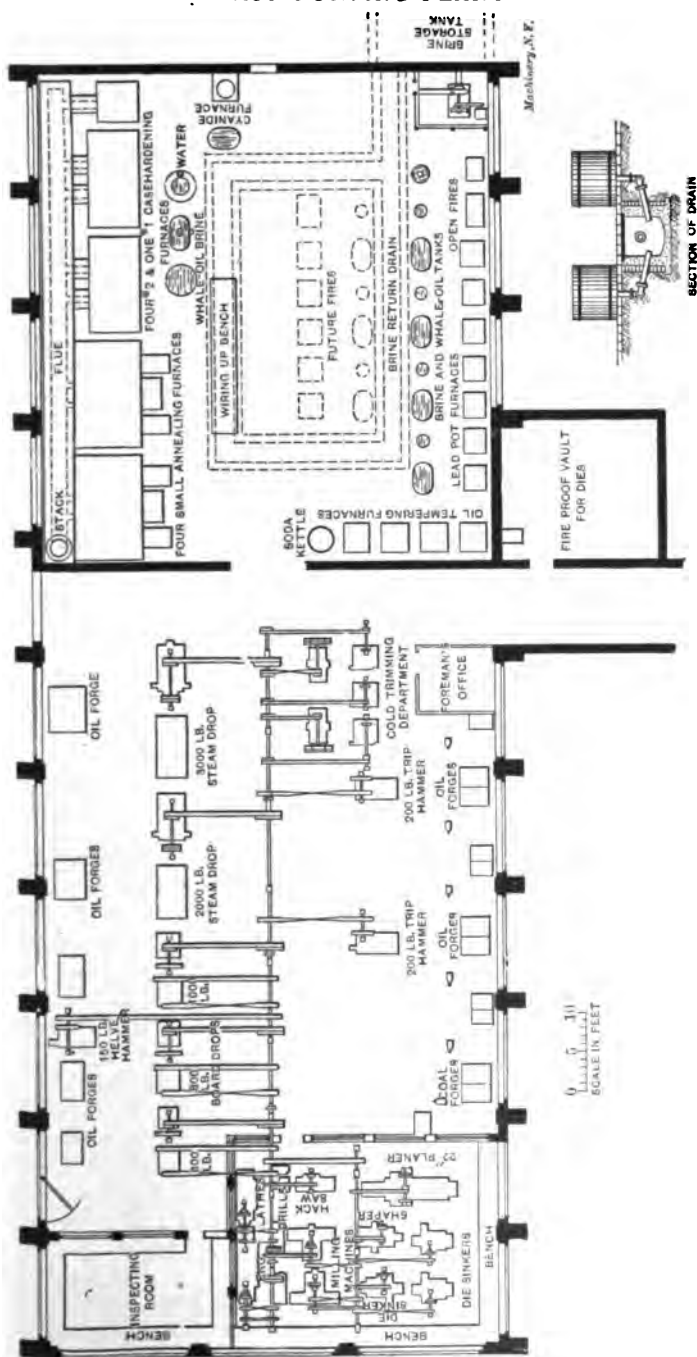 BRINE
STORAGE
TANK
Machinery, N.Y.
CYANIDE
FURNACE
FOUR #2 & ONE #1 CASEHARDENING
FURNACES
WATER
WHALE OIL BRINE
FLUE
STACK
FOUR SMALL ANNEALING FURNACES
WIRING UP BENCH
FUTURE FIRES
BRINE RETURN DRAIN
BRINE AND WHALE OIL TANKS
OPEN FIRES
LEAD POT FURNACES
SODA
KETTLE
OIL TEMPERING FURNACES
SECTION OF DRAIN
FIRE PROOF VAULT
FOR DIES
OIL FORGE
3000 LB.
STEAM DROP
COLD TRIMMING
DEPARTMENT
FOREMAN'S
OFFICE
OIL FORGES
2000 LB.
STEAM DROP
200 LB. TRIP
HAMMER
OIL
FORGES
200 LB. TRIP
HAMMER
OIL
FORGES
1000
LB.
150 LB.
HELVE
HAMMER
OIL FORGES
800
LB.
BOARD DROPS
600
LB.
COAL
FORGES
0 5 10
SCALE IN FEET
INSPECTING
ROOM
BENCH
LATHES
DRILLS
HACK
SAW
PLANER
SHAPER
MILLING
MACHINES
DIE
SINKER
DIE SINKERS
BENCH
BENCH